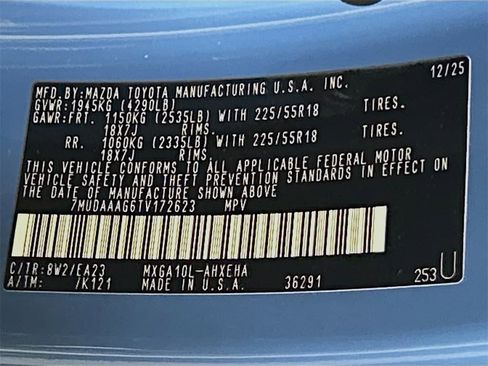 MFD.BY:MAZDA TOYOTA MANUFACTURING U.S.A. INC. 12/25
GVWR:1945KG (4290LB)
GAWR:FRT. 1150KG (2535LB) WITH 225/55R18 TIRES.
18X7J RIMS.
RR. 1060KG (2335LB) WITH 225/55R18 TIRES.
18X7J RIMS.
THIS VEHICLE CONFORMS TO ALL APPLICABLE FEDERAL MOTOR
VEHICLE SAFETY AND THEFT PREVENTION STANDARDS IN EFFECT ON
THE DATE OF MANUFACTURE SHOWN ABOVE
7MUDAAAG6TV172623 MPV
C/TR:8W2/EA23 MXGA10L-AHXEHA
A/TM: /K121 MADE IN U.S.A. 36291 253U